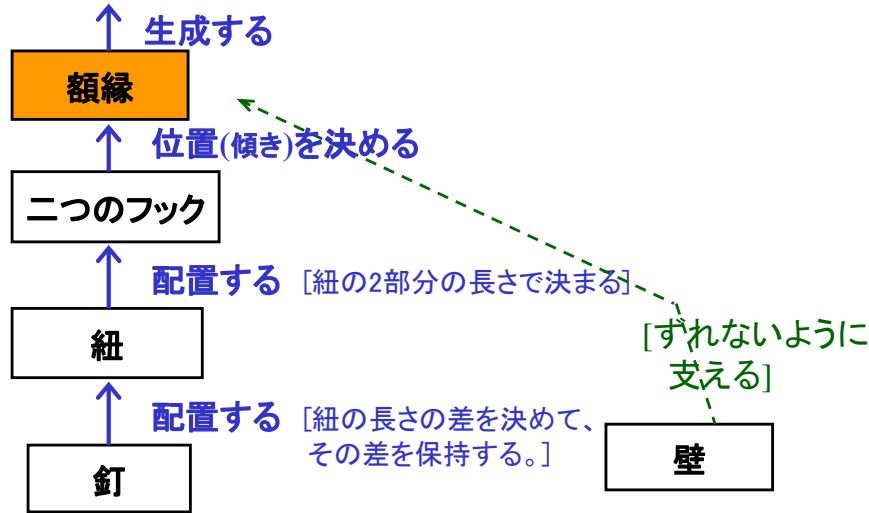 生成する
額縁
位置(傾き)を決める
二つのフック
配置する [紐の2部分の長さで決まる]
紐
[ずれないように
支える]
配置する [紐の長さの差を決めて、
その差を保持する。]
釘
壁